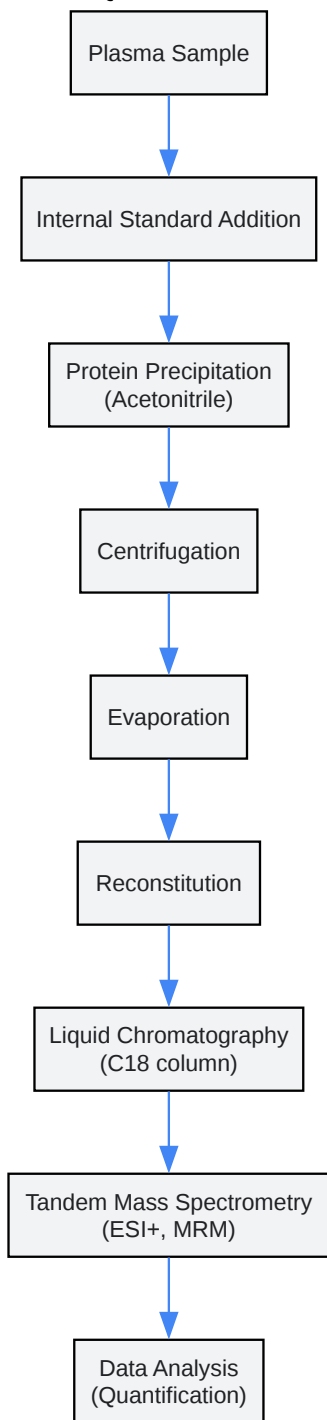 Plasma Sample
Internal Standard Addition
Protein Precipitation
(Acetonitrile)
Centrifugation
Evaporation
Reconstitution
Liquid Chromatography
(C18 column)
Tandem Mass Spectrometry
(ESI+, MRM)
Data Analysis
(Quantification)